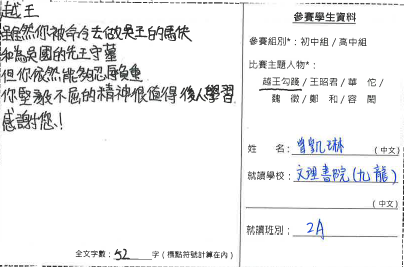 越王
雖然你被命令去做吳王的馬伕
和為吳國的先王守墓
但你依然能夠忍辱負重
你堅毅不屈的精神很值得後人學習
感謝您!
全文字數: 52 字 (標點符號計算在內)
參賽學生資料
參賽組別*: 初中組 / 高中組
比賽主題人物*:
越王勾踐 / 王昭君 / 華 佗 /
魏 徵 / 鄭 和 / 容 閎
姓 名: 曾凱琳 (中文)
就讀學校: 文理書院(九龍)
(中文)
就讀班別: 2A